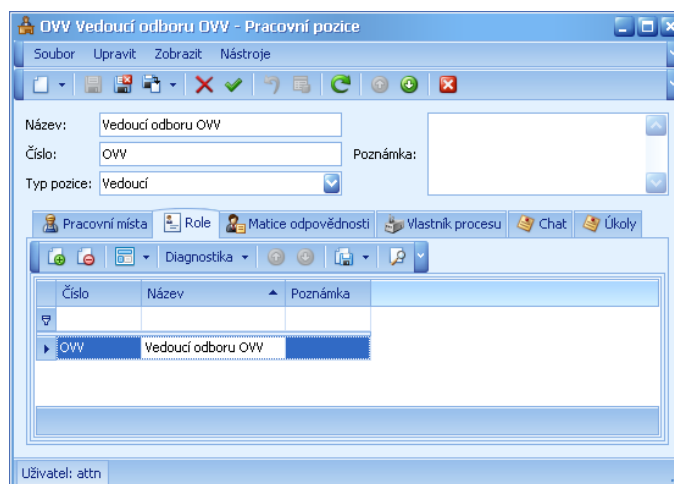 OVV Vedoucí odboru OVV - Pracovní pozice
Soubor Upravit Zobrazit Nástroje
Název: Vedoucí odboru OVV
Číslo: OVV Poznámka:
Typ pozice: Vedoucí
Pracovní místa Role Matice odpovědnosti Vlastník procesu Chat Úkoly
Diagnostika
Číslo Název Poznámka
OVV Vedoucí odboru OVV
Uživatel: attn